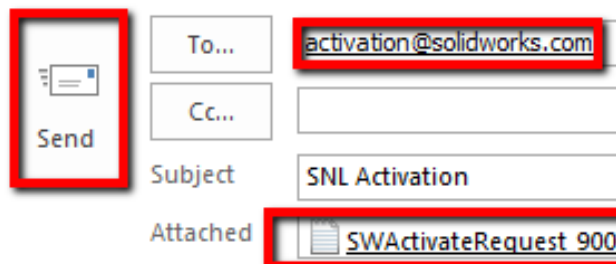 To...
activation@solidworks.com
Cc...
Send
Subject
SNL Activation
Attached
SWActivateRequest_900